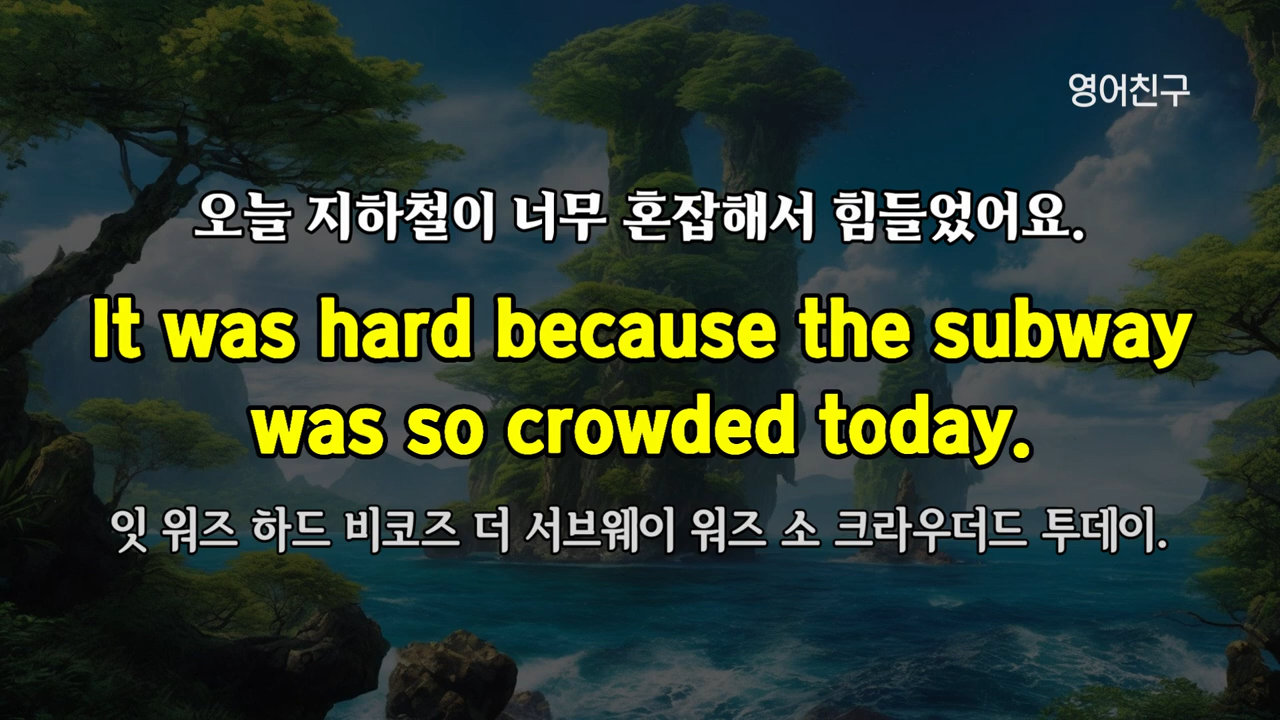 영어친구
오늘 지하철이 너무 혼잡해서 힘들었어요.
It was hard because the subway
was so crowded today.
잇 워즈 하드 비코즈 더 서브웨이 워즈 소 크라우더드 투데이.